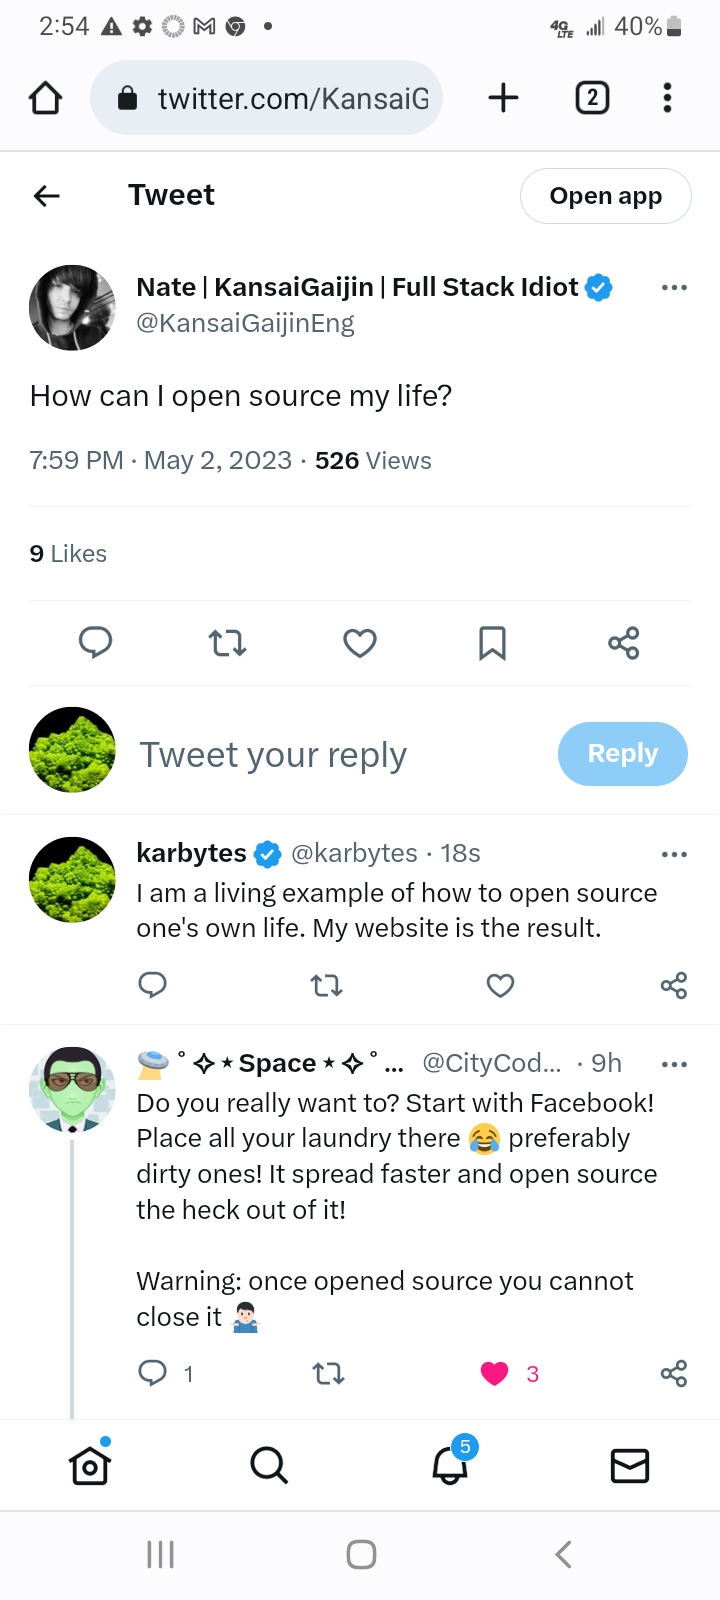 2:54
4G LTE 40%
twitter.com/KansaiG
2
Tweet
Open app
Nate | KansaiGaijin | Full Stack Idiot
@KansaiGaijinEng
How can I open source my life?
7:59 PM · May 2, 2023 · 526 Views
9 Likes
Tweet your reply
Reply
karbytes @karbytes · 18s
I am a living example of how to open source
one's own life. My website is the result.
🛸˚✧⋆Space⋆✧˚... @CityCod... · 9h
Do you really want to? Start with Facebook!
Place all your laundry there 😂 preferably
dirty ones! It spread faster and open source
the heck out of it!
Warning: once opened source you cannot
close it 🤷🏻‍♂️
1 3
5